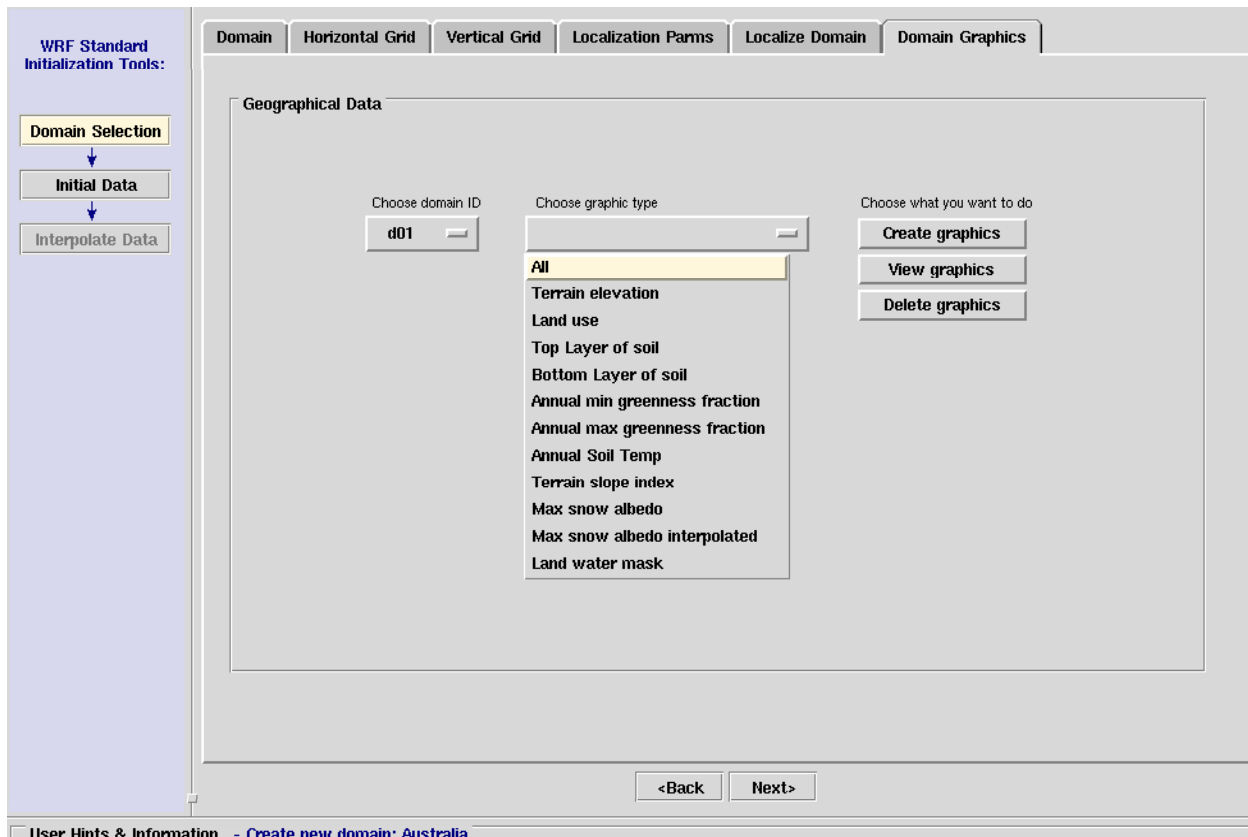 WRF Standard
Initialization Tools:
Domain Selection
Initial Data
Interpolate Data
Domain
Horizontal Grid
Vertical Grid
Localization Parms
Localize Domain
Domain Graphics
Geographical Data
Choose domain ID
d01
Choose graphic type
All
Terrain elevation
Land use
Top Layer of soil
Bottom Layer of soil
Annual min greenness fraction
Annual max greenness fraction
Annual Soil Temp
Terrain slope index
Max snow albedo
Max snow albedo interpolated
Land water mask
Choose what you want to do
Create graphics
View graphics
Delete graphics
<Back
Next>
User Hints & Information - Create new domain: Australia